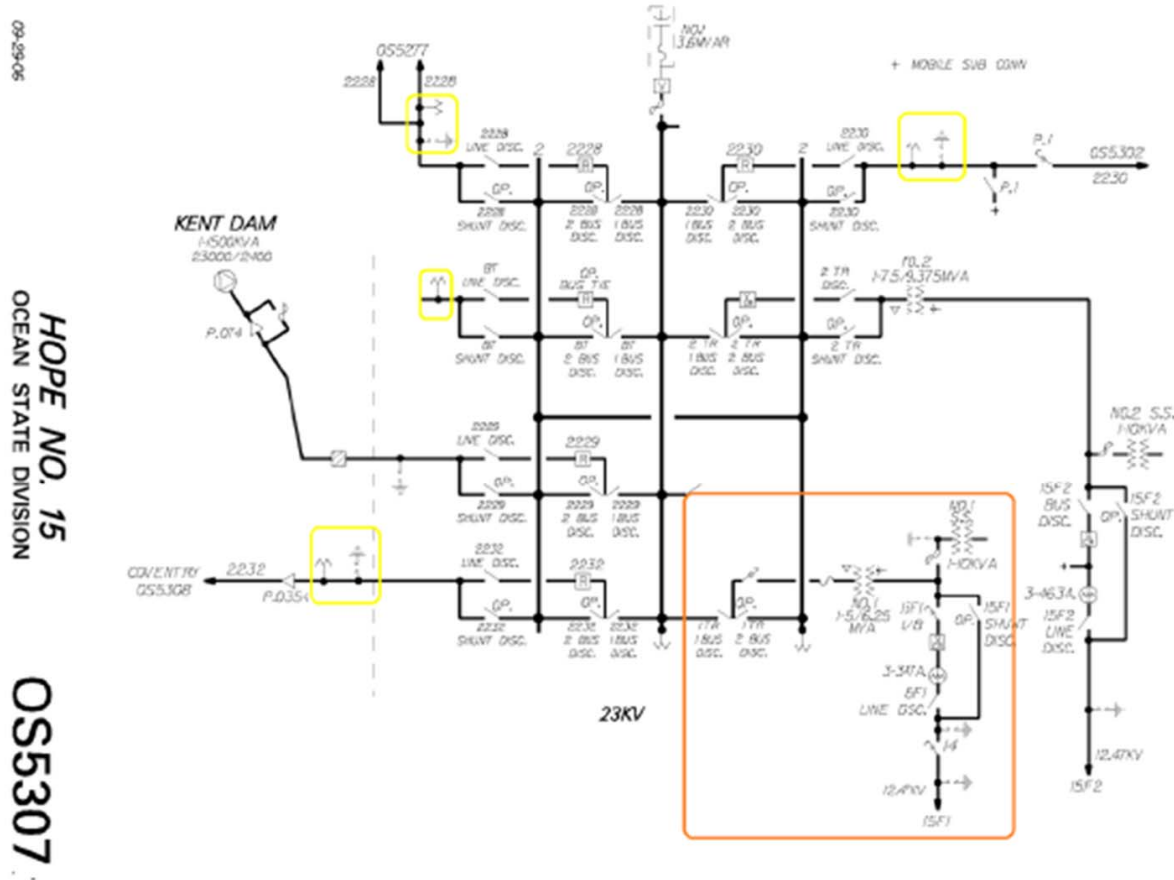 09-29-06
HOPE NO. 15
OCEAN STATE DIVISION
OS5307
OS5277
2228
2228
NO.1
3.6MVAR
+ MOBILE SUB CONN
2228
LINE DISC.
2228
R
2
2230
R
2
2230
LINE DISC.
P.1
OS5302
2230
P.1
+
OP.
2228
SHUNT DISC.
OP.
2228
2 BUS
DISC.
2228
1 BUS
DISC.
2230
1 BUS
DISC.
OP.
2230
2 BUS
DISC.
OP.
2230
SHUNT DISC.
KENT DAM
1-1500KVA
23000/2400
P.OT4
BT
LINE DISC.
OP.
BUS TIE
R
2 TR
DISC.
NO.2
1-7.5/9.375MVA
OP.
BT
SHUNT DISC.
OP.
BT
2 BUS
DISC.
BT
1 BUS
DISC.
2 TR
1 BUS
DISC.
OP.
2 TR
2 BUS
DISC.
OP.
2 TR
SHUNT DISC.
2229
LINE DISC.
2229
R
OP.
2229
SHUNT DISC.
OP.
2229
2 BUS
DISC.
2229
1 BUS
DISC.
NO.2 S.S.
1-10KVA
15F2
BUS
DISC.
OP.
15F2
SHUNT
DISC.
3-463A.
15F2
LINE
DISC.
12.47KV
15F2
COVENTRY
OS5308
2232
2232
LINE DISC.
2232
R
OP.
2232
SHUNT DISC.
OP.
2232
2 BUS
DISC.
2232
1 BUS
DISC.
1TR
1 BUS
DISC.
OP.
1TR
2 BUS
DISC.
NO.1
1-10KVA
NO.1
1-5/6.25
MVA
OP.
15F1
SHUNT
DISC.
3-347A.
LINE DISC.
12.47KV
15F1
23KV